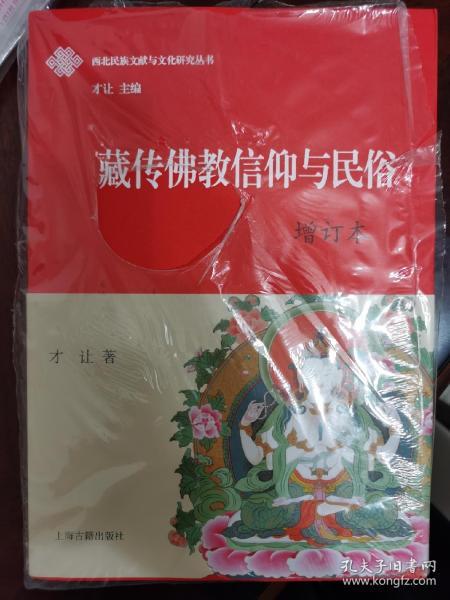 西北民族文献与文化研究丛书
才让 主编
藏传佛教信仰与民俗
增订本
才 让 著
上海古籍出版社
孔夫子旧书网
www.kongfz.com